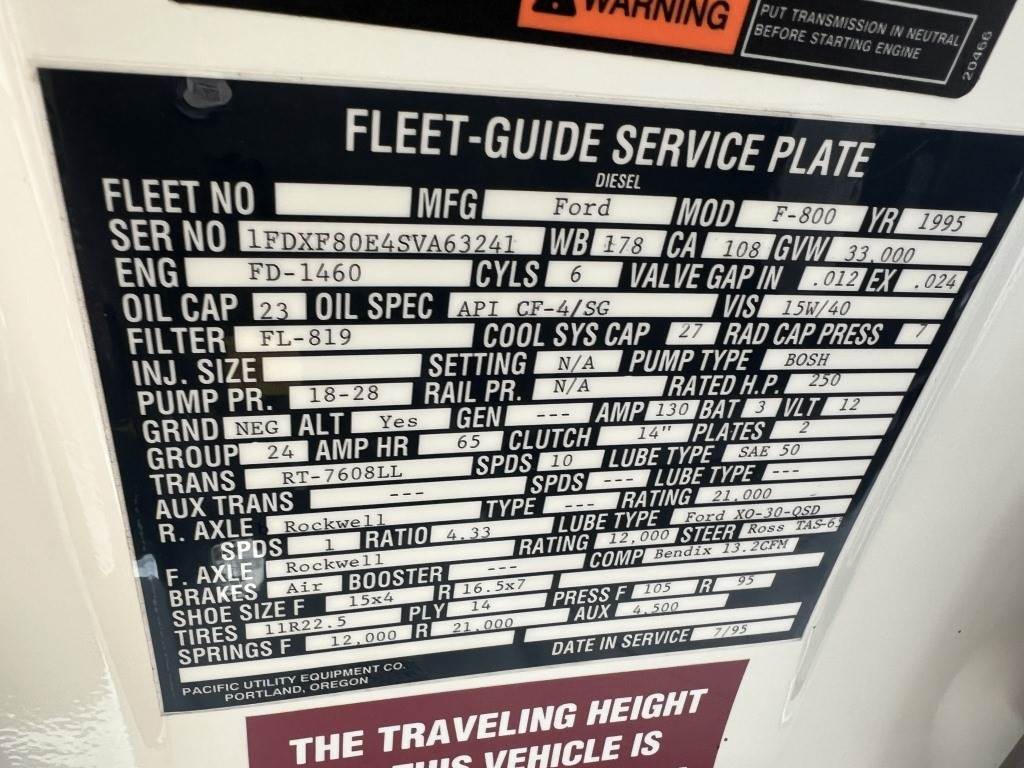 WARNING
PUT TRANSMISSION IN NEUTRAL
BEFORE STARTING ENGINE
20466
FLEET-GUIDE SERVICE PLATE
DIESEL
FLEET NO MFG Ford MOD F-800 YR 1995
SER NO 1FDXF80E4SVA63241 WB 178 CA 108 GVW 33,000
ENG FD-1460 CYLS 6 VALVE GAP IN .012 EX .024
OIL CAP 23 OIL SPEC API CF-4/SG VIS 15W/40
FILTER FL-819 COOL SYS CAP 27 RAD CAP PRESS 7
INJ. SIZE SETTING N/A PUMP TYPE BOSH
PUMP PR. 18-28 RAIL PR. N/A RATED H.P. 250
GRND NEG ALT Yes GEN --- AMP 130 BAT 3 VLT 12
GROUP 24 AMP HR 65 CLUTCH 14" PLATES 2
TRANS RT-7608LL SPDS 10 LUBE TYPE SAE 50
AUX TRANS --- SPDS --- LUBE TYPE ---
R. AXLE Rockwell TYPE --- RATING 21,000
SPDS 1 RATIO 4.33 LUBE TYPE Ford XO-30-QSD
F. AXLE Rockwell RATING 12,000 STEER Ross TAS-65
BRAKES Air BOOSTER --- COMP Bendix 13.2CFM
SHOE SIZE F 15x4 R 16.5x7
TIRES 11R22.5 PLY 14 PRESS F 105 R 95
SPRINGS F 12,000 R 21,000 AUX 4,500
DATE IN SERVICE 7/95
PACIFIC UTILITY EQUIPMENT CO.
PORTLAND, OREGON
THE TRAVELING HEIGHT
THIS VEHICLE IS